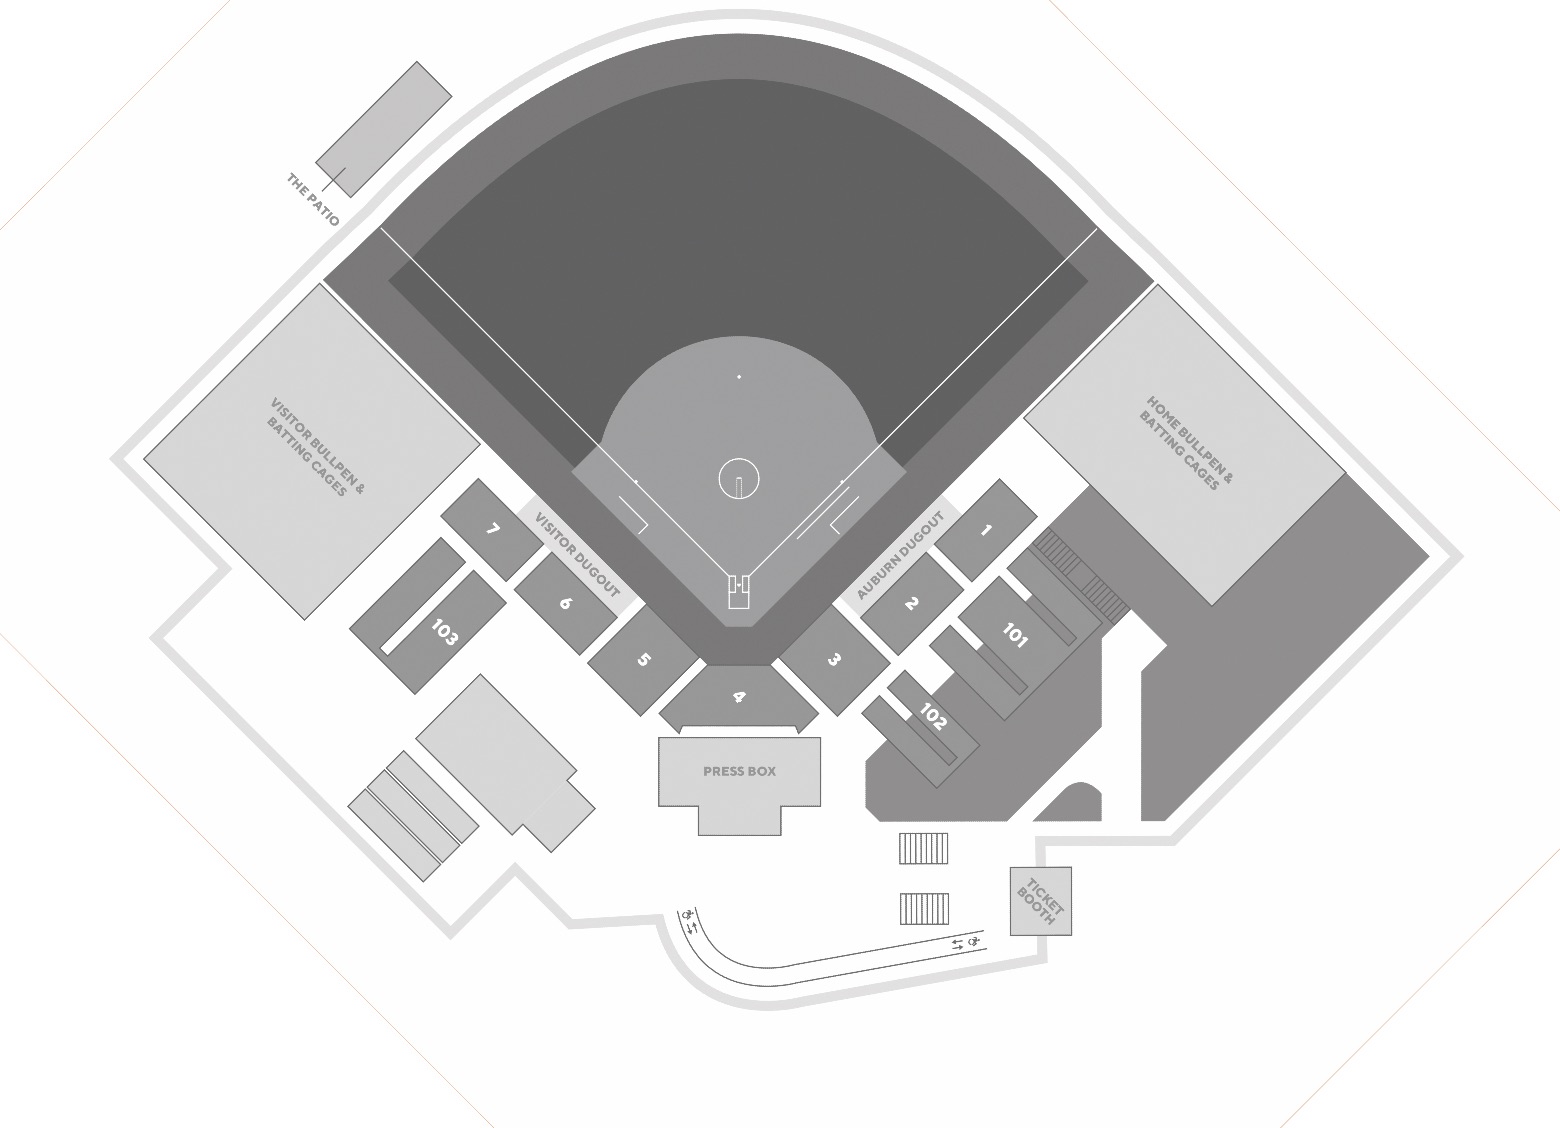 THE PATIO
VISITOR BULLPEN &
BATTING CAGES
HOME BULLPEN &
BATTING CAGES
7
VISITOR DUGOUT
AUBURN DUGOUT
1
6
2
103
101
5
3
4
102
PRESS BOX
TICKET
BOOTH